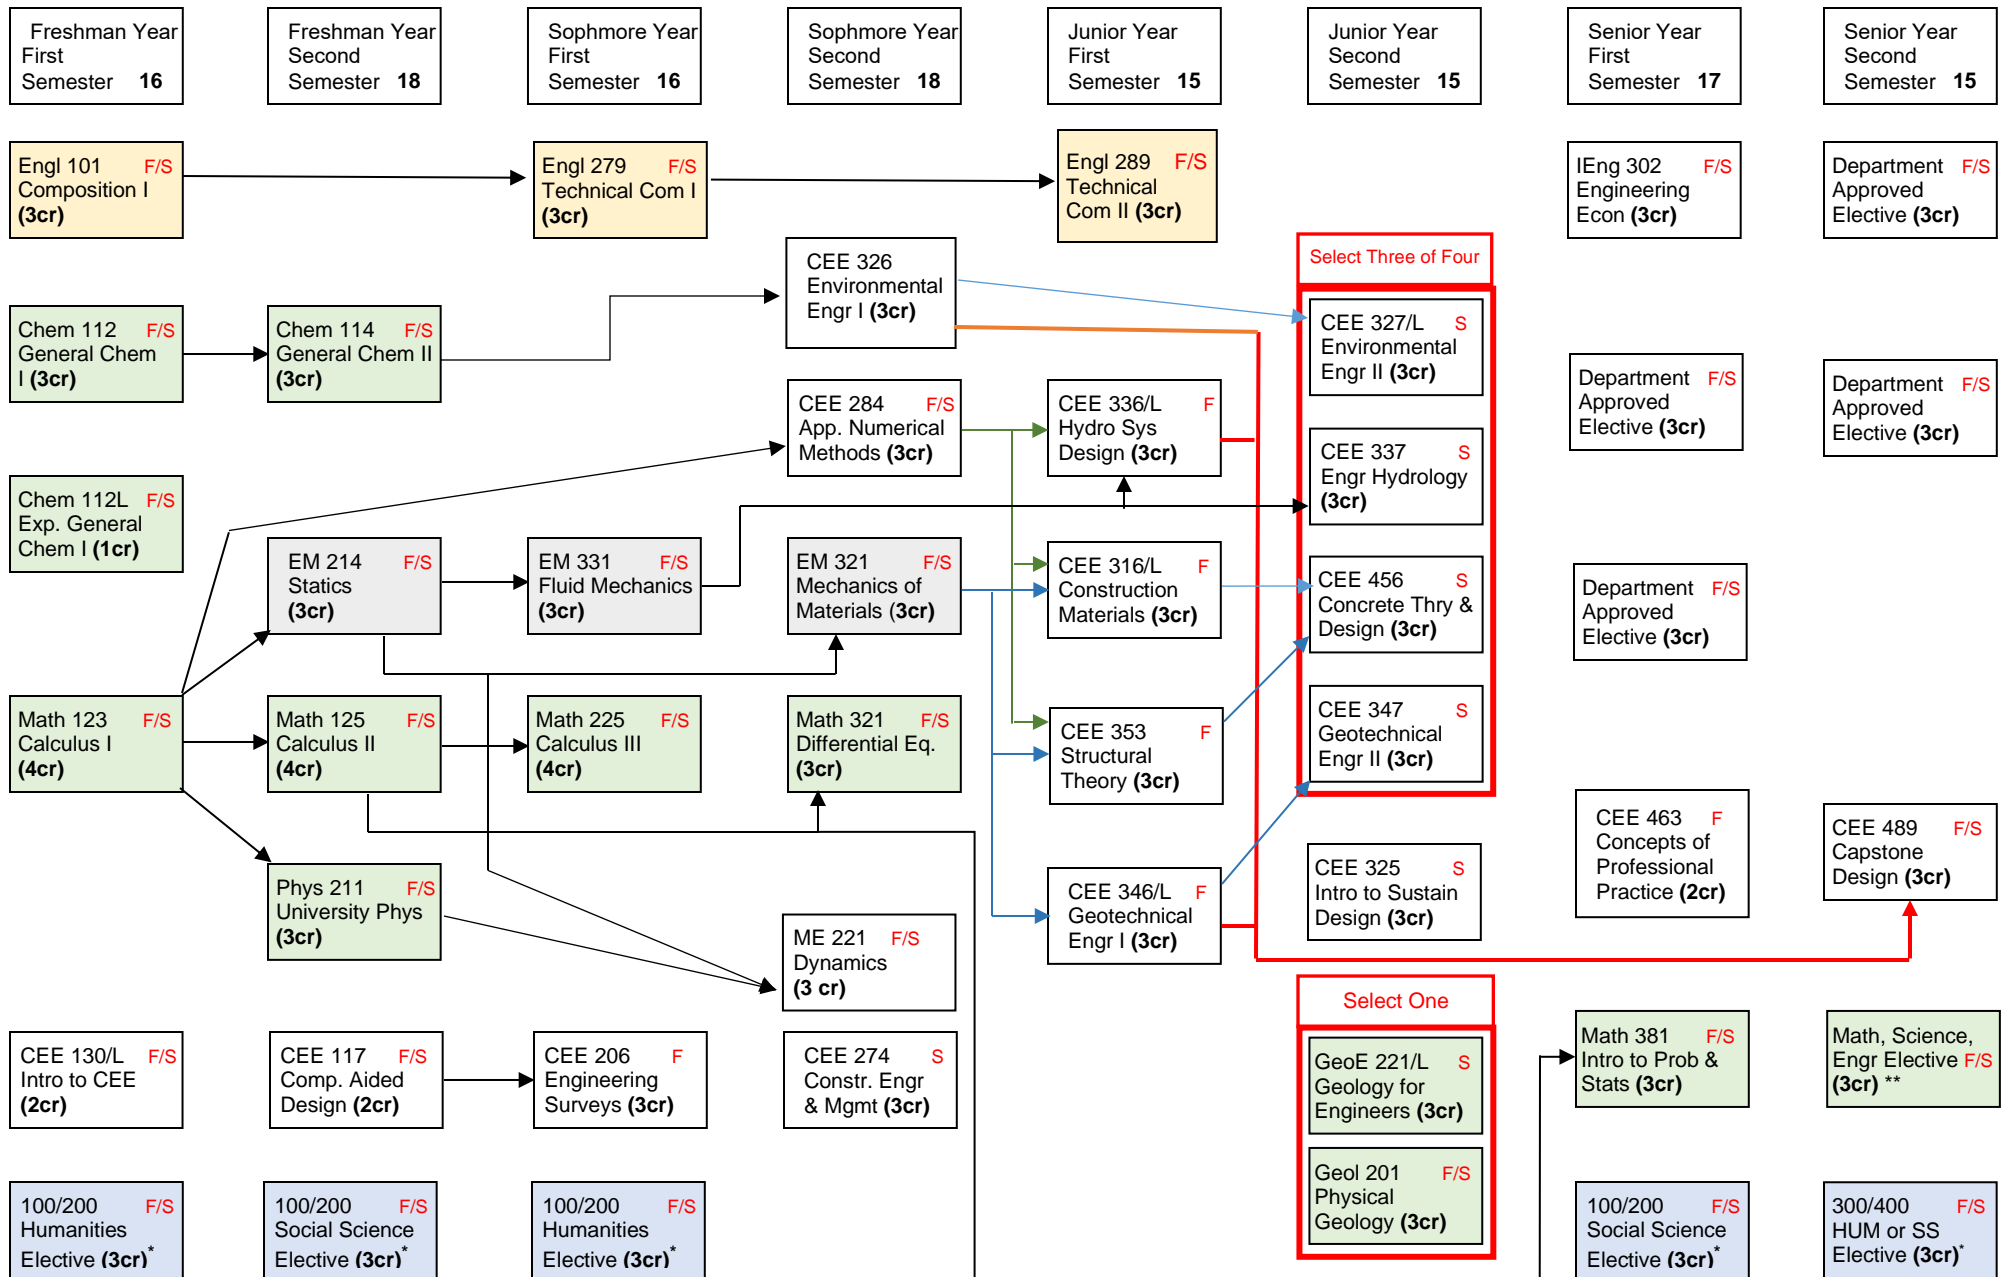 Freshman Year
First
Semester 16
Freshman Year
Second
Semester 18
Sophmore Year
First
Semester 16
Sophmore Year
Second
Semester 18
Junior Year
First
Semester 15
Junior Year
Second
Semester 15
Senior Year
First
Semester 17
Senior Year
Second
Semester 15
Engl 101 F/S
Composition I
(3cr)
Engl 279 F/S
Technical Com I
(3cr)
Engl 289 F/S
Technical
Com II (3cr)
IEng 302 F/S
Engineering
Econ (3cr)
Department F/S
Approved
Elective (3cr)
CEE 326
Environmental
Engr I (3cr)
Select Three of Four
Chem 112 F/S
General Chem
I (3cr)
Chem 114 F/S
General Chem II
(3cr)
CEE 327/L S
Environmental
Engr II (3cr)
CEE 284 F/S
App. Numerical
Methods (3cr)
CEE 336/L F
Hydro Sys
Design (3cr)
Department F/S
Approved
Elective (3cr)
Department F/S
Approved
Elective (3cr)
CEE 337 S
Engr Hydrology
(3cr)
Chem 112L F/S
Exp. General
Chem I (1cr)
EM 214 F/S
Statics
(3cr)
EM 331 F/S
Fluid Mechanics
(3cr)
EM 321 F/S
Mechanics of
Materials (3cr)
CEE 316/L F
Construction
Materials (3cr)
CEE 456 S
Concrete Thry &
Design (3cr)
Department F/S
Approved
Elective (3cr)
Math 123 F/S
Calculus I
(4cr)
Math 125 F/S
Calculus II
(4cr)
Math 225 F/S
Calculus III
(4cr)
Math 321 F/S
Differential Eq.
(3cr)
CEE 353 F
Structural
Theory (3cr)
CEE 347 S
Geotechnical
Engr II (3cr)
CEE 463 F
Concepts of
Professional
Practice (2cr)
CEE 489 F/S
Capstone
Design (3cr)
Phys 211 F/S
University Phys
(3cr)
ME 221 F/S
Dynamics
(3 cr)
CEE 346/L F
Geotechnical
Engr I (3cr)
CEE 325 S
Intro to Sustain
Design (3cr)
Select One
CEE 130/L F/S
Intro to CEE
(2cr)
CEE 117 F/S
Comp. Aided
Design (2cr)
CEE 206 F
Engineering
Surveys (3cr)
CEE 274 S
Constr. Engr
& Mgmt (3cr)
GeoE 221/L S
Geology for
Engineers (3cr)
Math 381 F/S
Intro to Prob &
Stats (3cr)
Math, Science,
Engr Elective F/S
(3cr) **
Geol 201 F/S
Physical
Geology (3cr)
100/200 F/S
Humanities
Elective (3cr)*
100/200 F/S
Social Science
Elective (3cr)*
100/200 F/S
Humanities
Elective (3cr)*
100/200 F/S
Social Science
Elective (3cr)*
300/400 F/S
HUM or SS
Elective (3cr)*